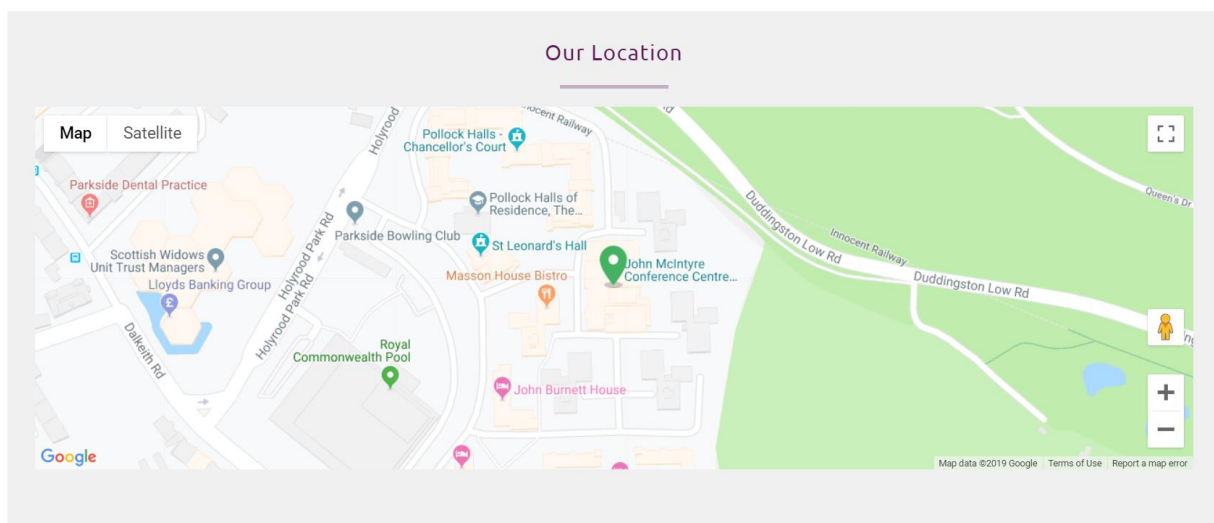 Our Location
Map
Satellite
Holyrood
Innocent Railway
Rd
Pollock Halls -
Chancellor's Court
Parkside Dental Practice
Pollock Halls of
Residence, The...
Queen's Dr
Duddingston Low Rd
Holyrood Park Rd
Parkside Bowling Club
St Leonard's Hall
Innocent Railway
Scottish Widows
Unit Trust Managers
John McIntyre
Conference Centre...
Masson House Bistro
Lloyds Banking Group
Holyrood Park Rd
Duddingston Low Rd
Dalkeith Rd
Royal
Commonwealth Pool
John Burnett House
Google
Map data ©2019 Google
Terms of Use
Report a map error